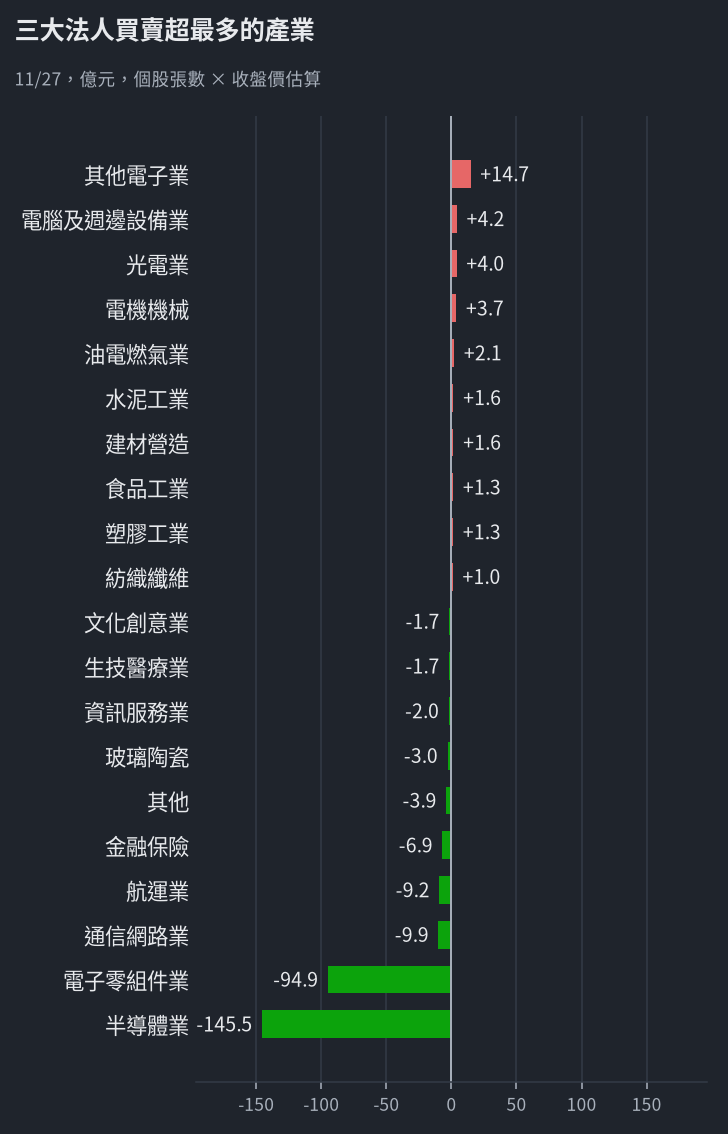 三大法人買賣超最多的產業
11/27，億元，個股張數 × 收盤價估算
其他電子業 +14.7
電腦及週邊設備業 +4.2
光電業 +4.0
電機機械 +3.7
油電燃氣業 +2.1
水泥工業 +1.6
建材營造 +1.6
食品工業 +1.3
塑膠工業 +1.3
紡織纖維 +1.0
文化創意業 -1.7
生技醫療業 -1.7
資訊服務業 -2.0
玻璃陶瓷 -3.0
其他 -3.9
金融保險 -6.9
航運業 -9.2
通信網路業 -9.9
電子零組件業 -94.9
半導體業 -145.5
-150 -100 -50 0 50 100 150